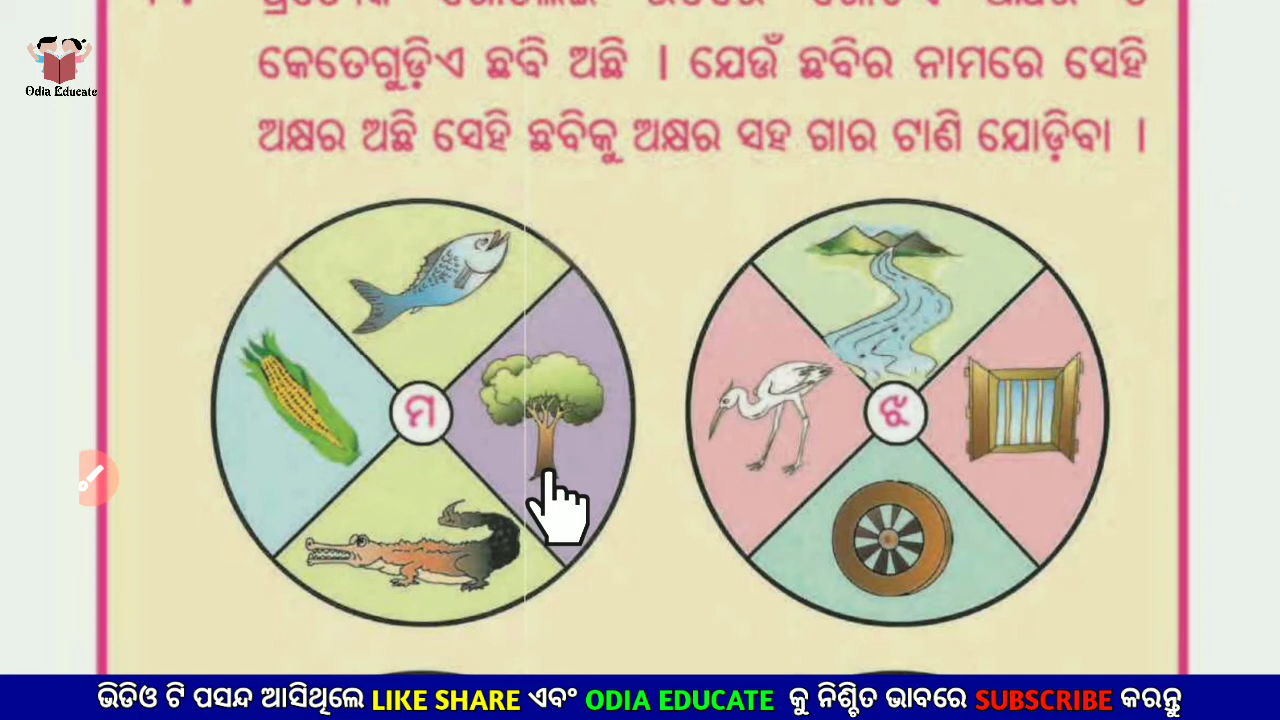 Odia Educate
କେତେଗୁଡ଼ିଏ ଛବି ଅଛି । ଯେଉଁ ଛବିର ନାମରେ ସେହି
ଅକ୍ଷର ଅଛି ସେହି ଛବିକୁ ଅକ୍ଷର ସହ ଗାର ଟାଣି ଯୋଡ଼ିବା ।
ମ
ଝ
ଭିଡିଓ ଟି ପସନ୍ଦ ଆସିଥିଲେ LIKE SHARE ଏବଂ ODIA EDUCATE କୁ ନିଶ୍ଚିତ ଭାବରେ SUBSCRIBE କରନ୍ତୁ